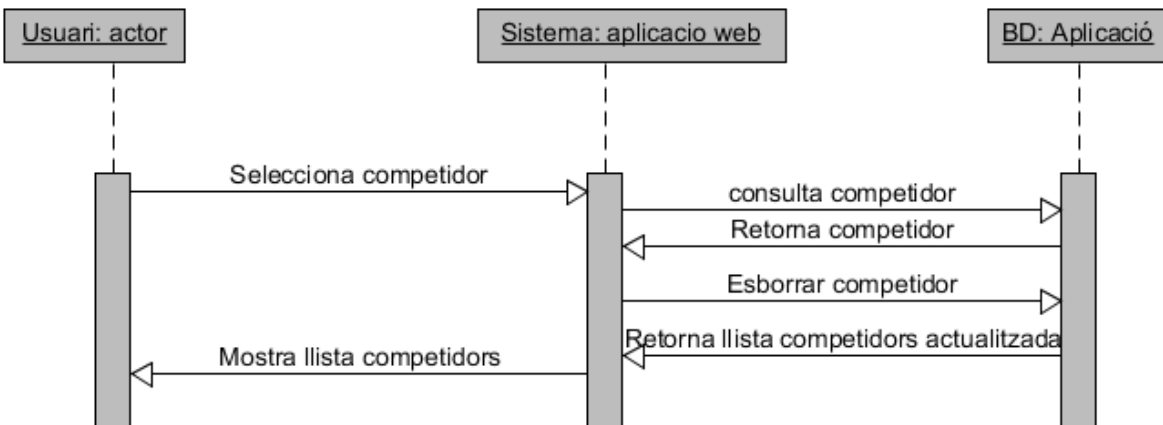 Usuari: actor
Sistema: aplicacio web
BD: Aplicació
Selecciona competidor
consulta competidor
Retorna competidor
Esborrar competidor
Retorna llista competidors actualitzada
Mostra llista competidors